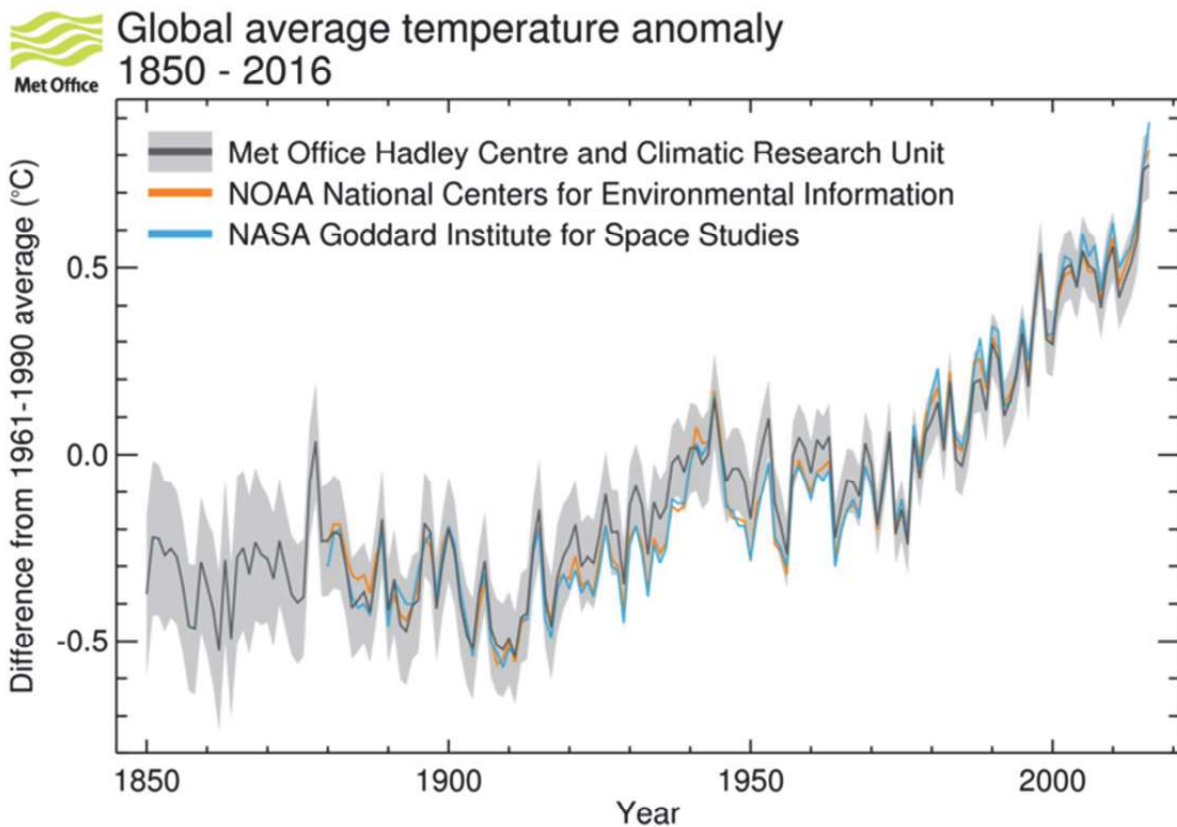 Met Office
Global average temperature anomaly
1850 - 2016
Met Office Hadley Centre and Climatic Research Unit
NOAA National Centers for Environmental Information
NASA Goddard Institute for Space Studies
Difference from 1961-1990 average (°C)
0.5
0.0
-0.5
1850
1900
1950
2000
Year